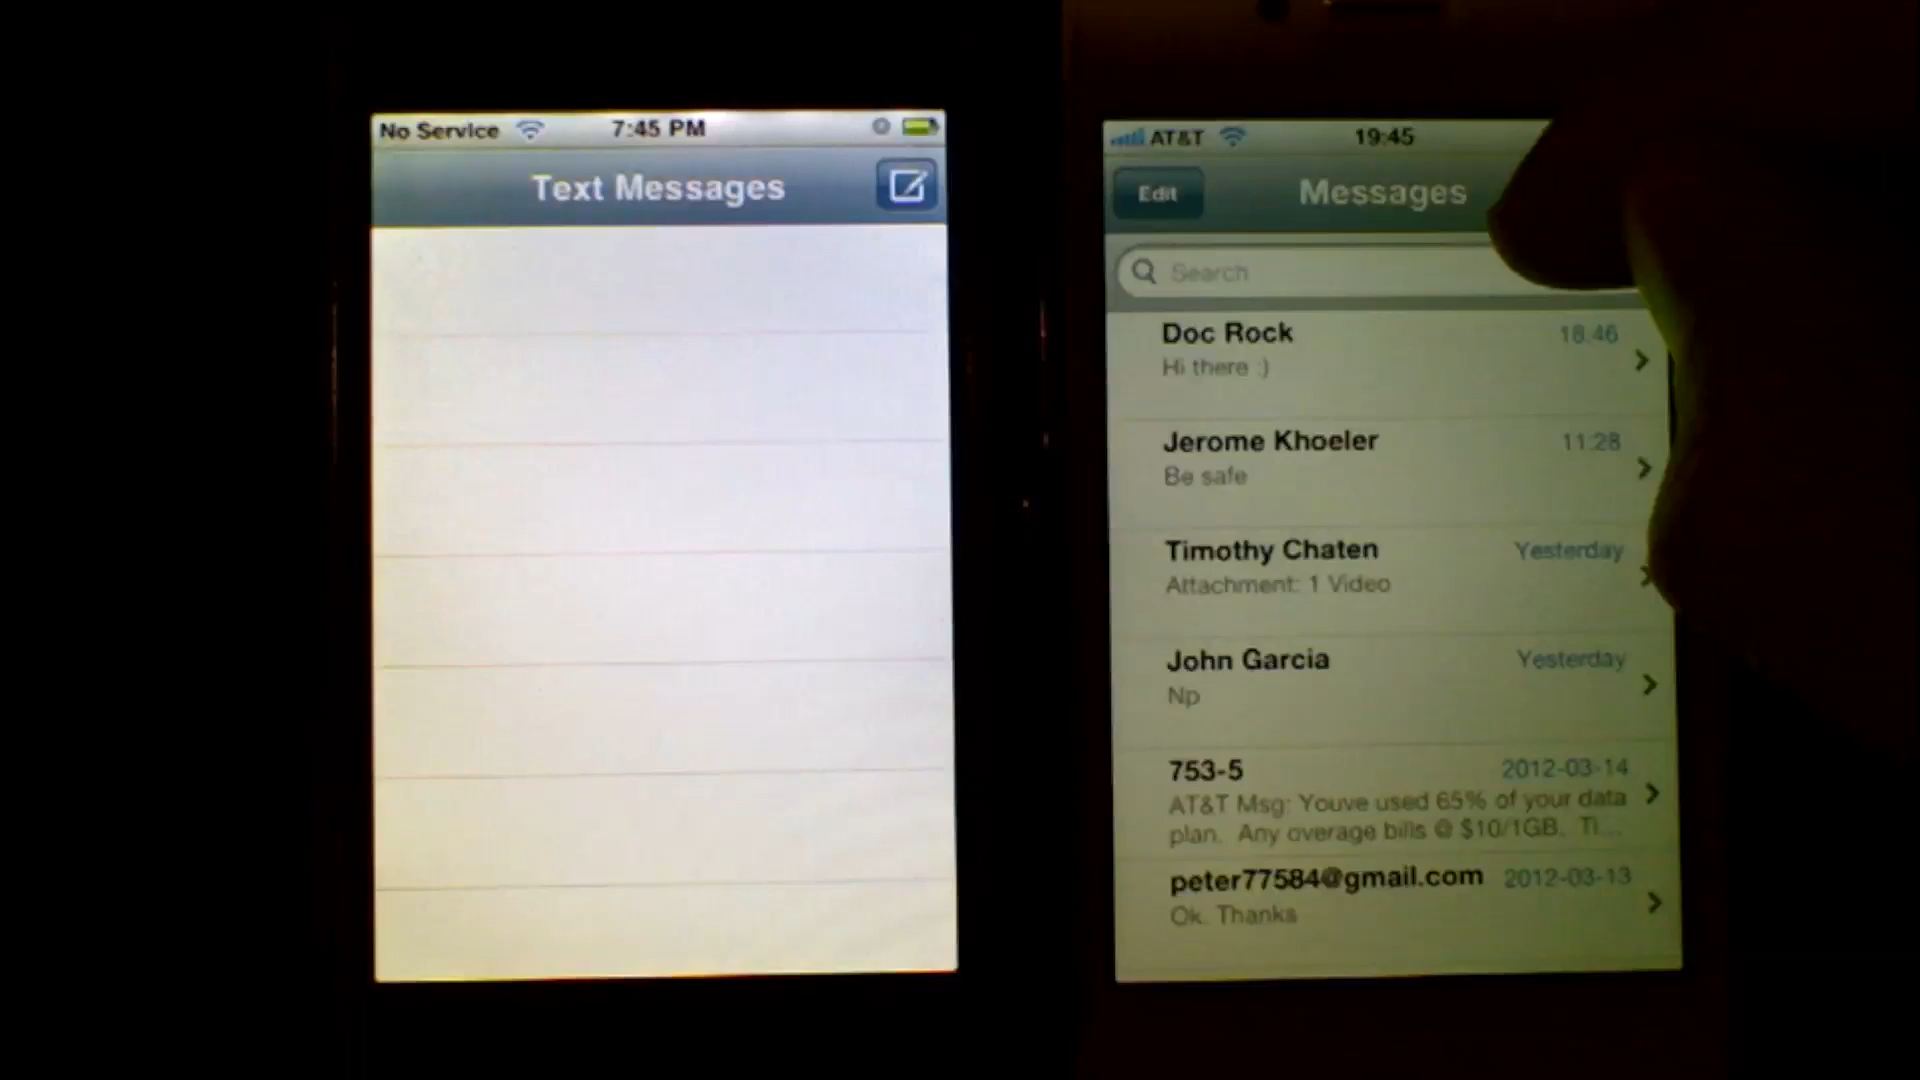 No Service 7:45 PM
Text Messages
AT&T 19:45
Edit Messages
Search
Doc Rock 18:46
Hi there :)
Jerome Khoeler 11:28
Be safe
Timothy Chaten Yesterday
Attachment: 1 Video
John Garcia Yesterday
Np
753-5 2012-03-14
AT&T Msg: Youve used 65% of your data
plan. Any overage bills @ $10/1GB. Ti...
peter77584@gmail.com 2012-03-13
Ok. Thanks